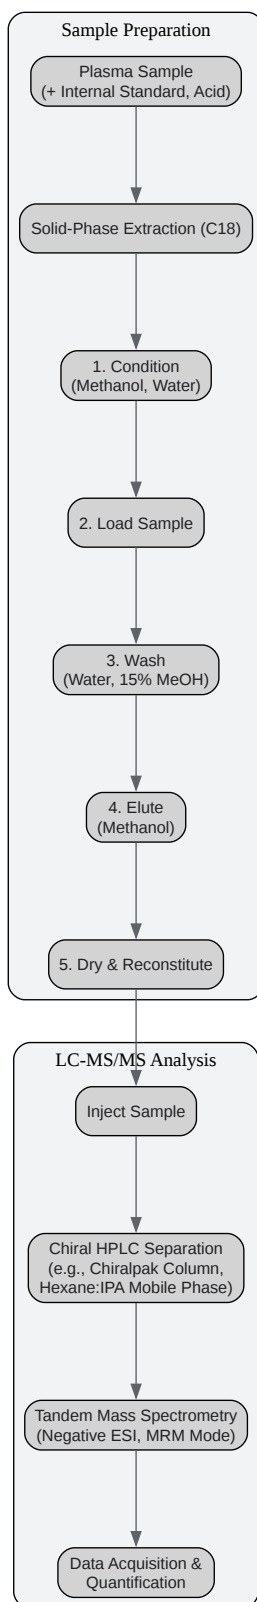 Sample Preparation
Plasma Sample
(+ Internal Standard, Acid)
Solid-Phase Extraction (C18)
1. Condition
(Methanol, Water)
2. Load Sample
3. Wash
(Water, 15% MeOH)
4. Elute
(Methanol)
5. Dry & Reconstitute
LC-MS/MS Analysis
Inject Sample
Chiral HPLC Separation
(e.g., Chiralpak Column,
Hexane:IPA Mobile Phase)
Tandem Mass Spectrometry
(Negative ESI, MRM Mode)
Data Acquisition &
Quantification